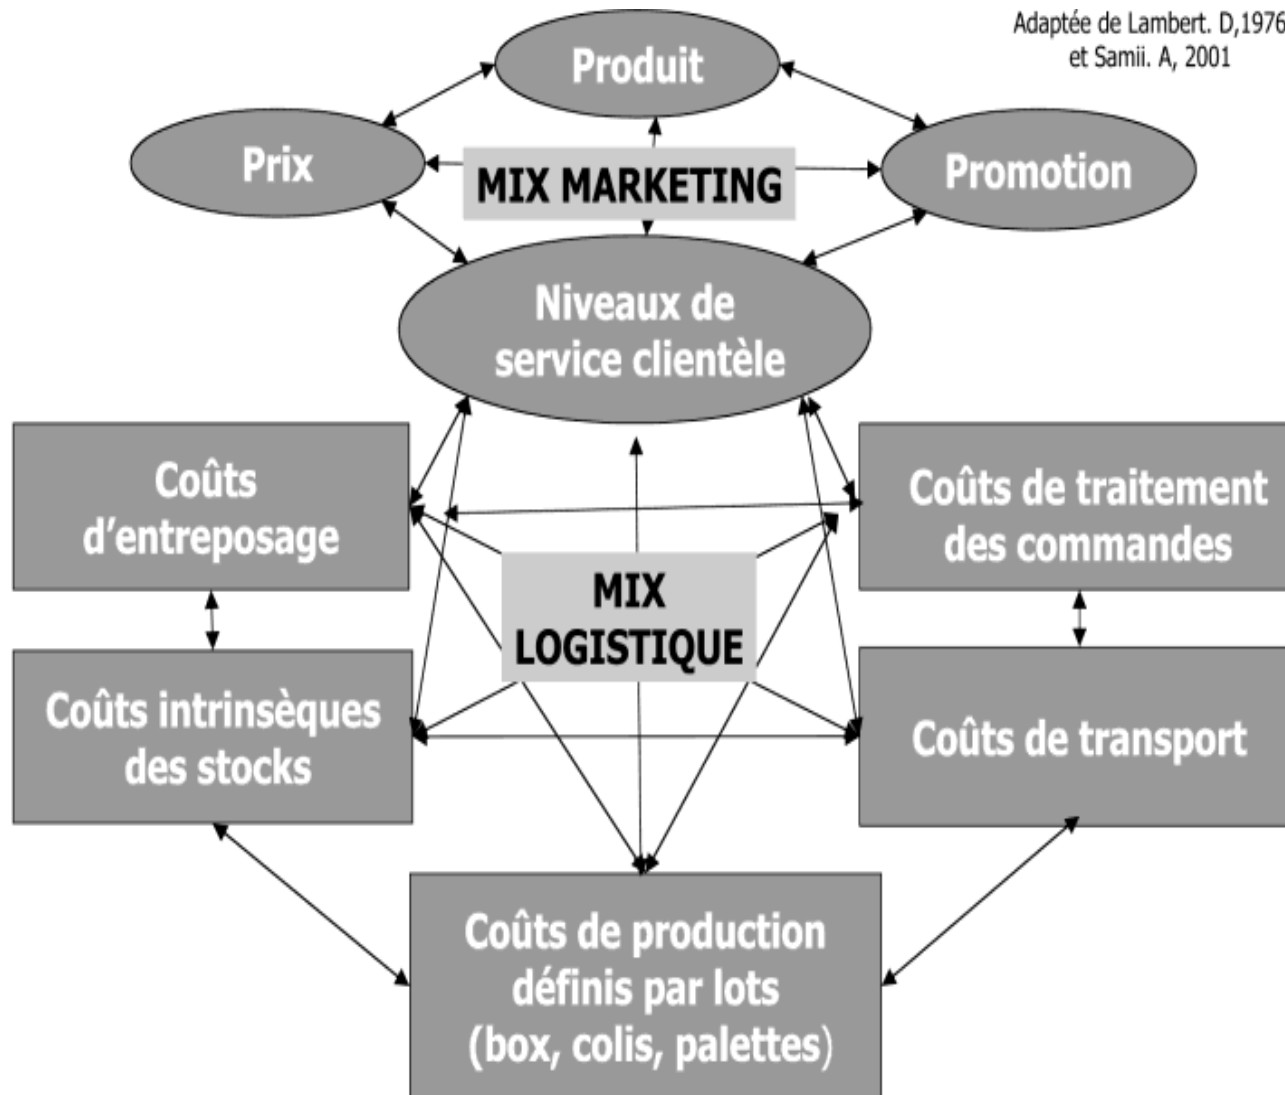 Adaptée de Lambert. D,1976
et Samii. A, 2001
Produit
Prix
MIX MARKETING
Promotion
Niveaux de
service clientèle
Coûts
d’entreposage
Coûts de traitement
des commandes
MIX
LOGISTIQUE
Coûts intrinsèques
des stocks
Coûts de transport
Coûts de production
définis par lots
(box, colis, palettes)